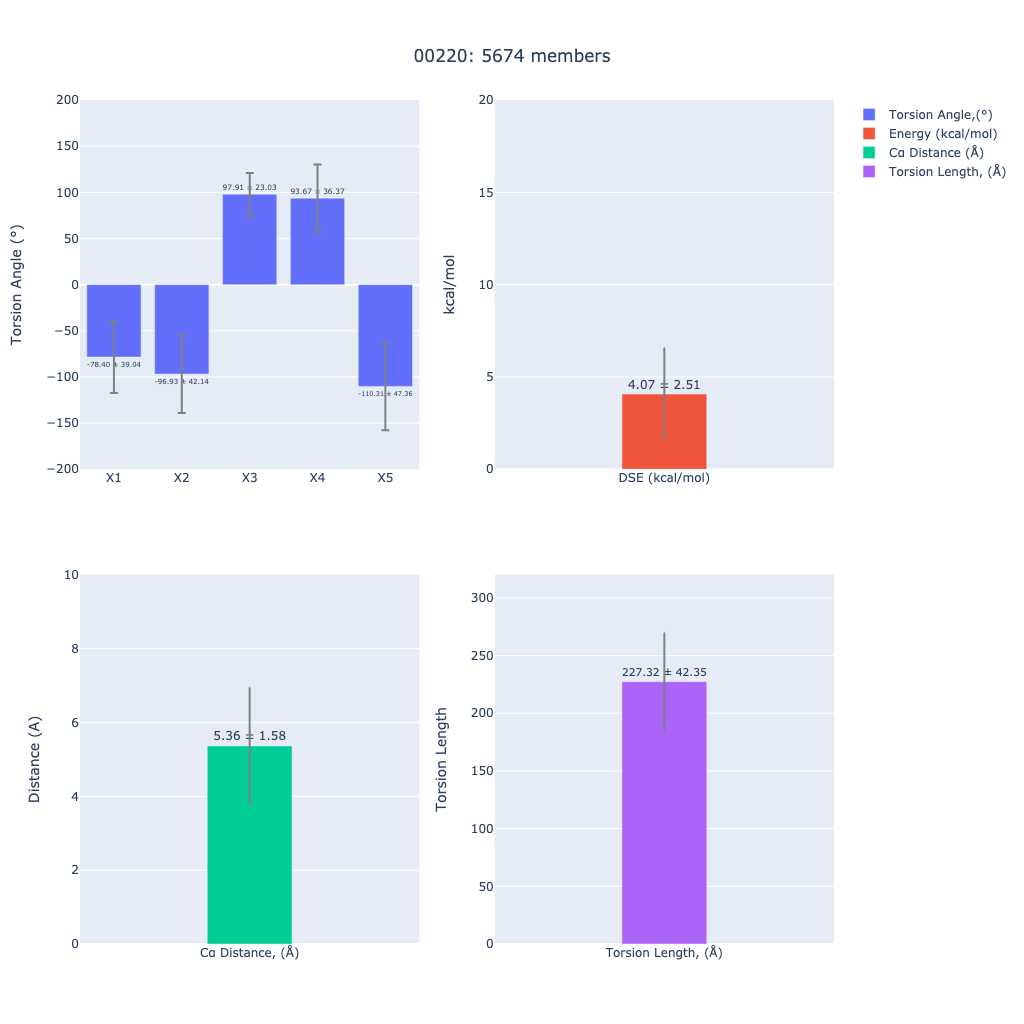 00220: 5674 members
200
150
100
50
0
−50
−100
−150
−200
Torsion Angle (°)
97.91 ± 23.03
93.67 ± 36.37
-78.40 ± 39.04
-96.93 ± 42.14
-110.31 ± 47.36
X1
X2
X3
X4
X5
20
15
10
5
0
kcal/mol
4.07 ± 2.51
DSE (kcal/mol)
Torsion Angle,(°)
Energy (kcal/mol)
Cα Distance (Å)
Torsion Length, (Å)
10
8
6
4
2
0
Distance (A)
5.36 ± 1.58
Cα Distance, (Å)
300
250
200
150
100
50
0
Torsion Length
227.32 ± 42.35
Torsion Length, (Å)